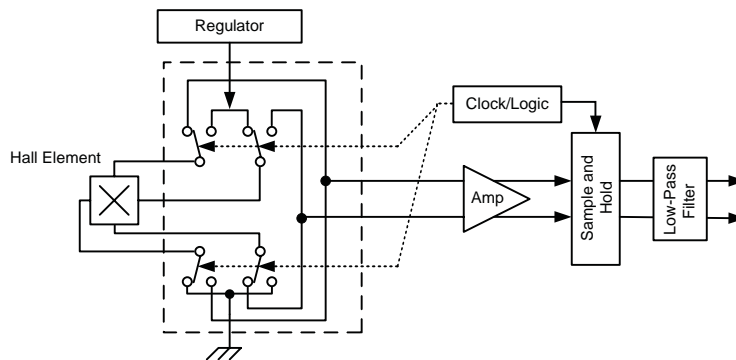 Regulator
Clock/Logic
Hall Element
Amp
Sample and
Hold
Low-Pass
Filter